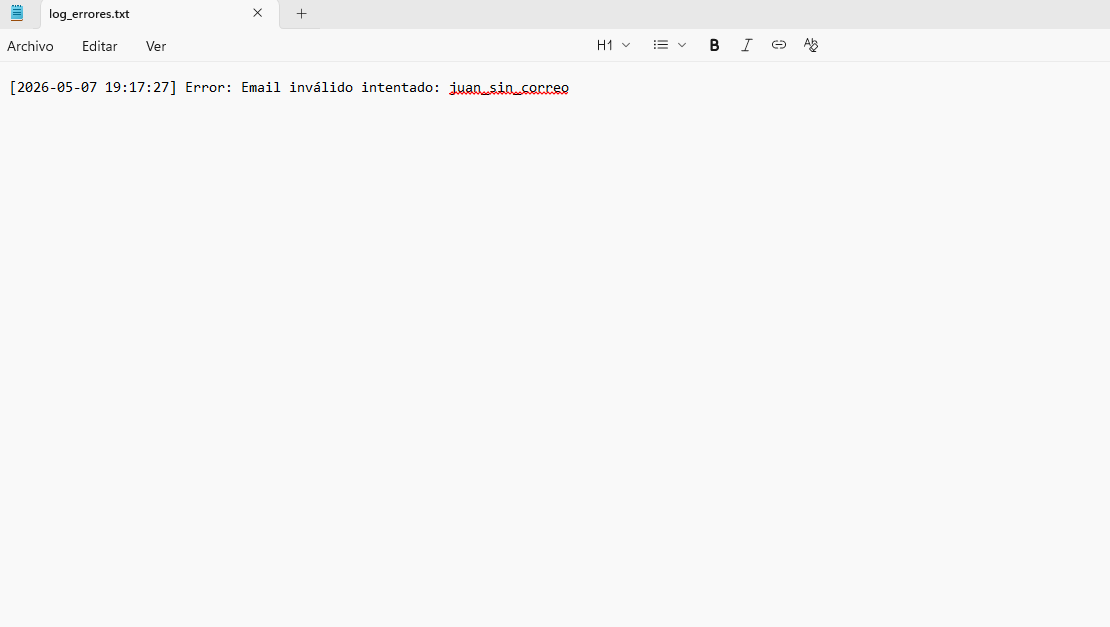 log_errores.txt
Archivo Editar Ver H1 B I
[2026-05-07 19:17:27] Error: Email inválido intentado: juan_sin_correo